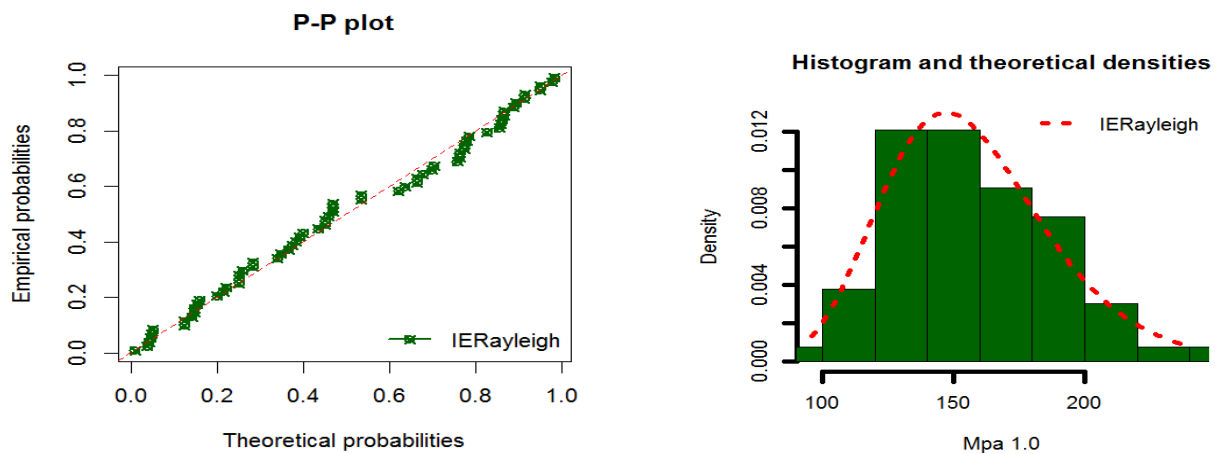 P-P plot
Empirical probabilities
1.0
0.8
0.6
0.4
0.2
0.0
IERayleigh
0.0 0.2 0.4 0.6 0.8 1.0
Theoretical probabilities
Histogram and theoretical densities
Density
0.012
0.008
0.004
0.000
IERayleigh
100 150 200
Mpa 1.0